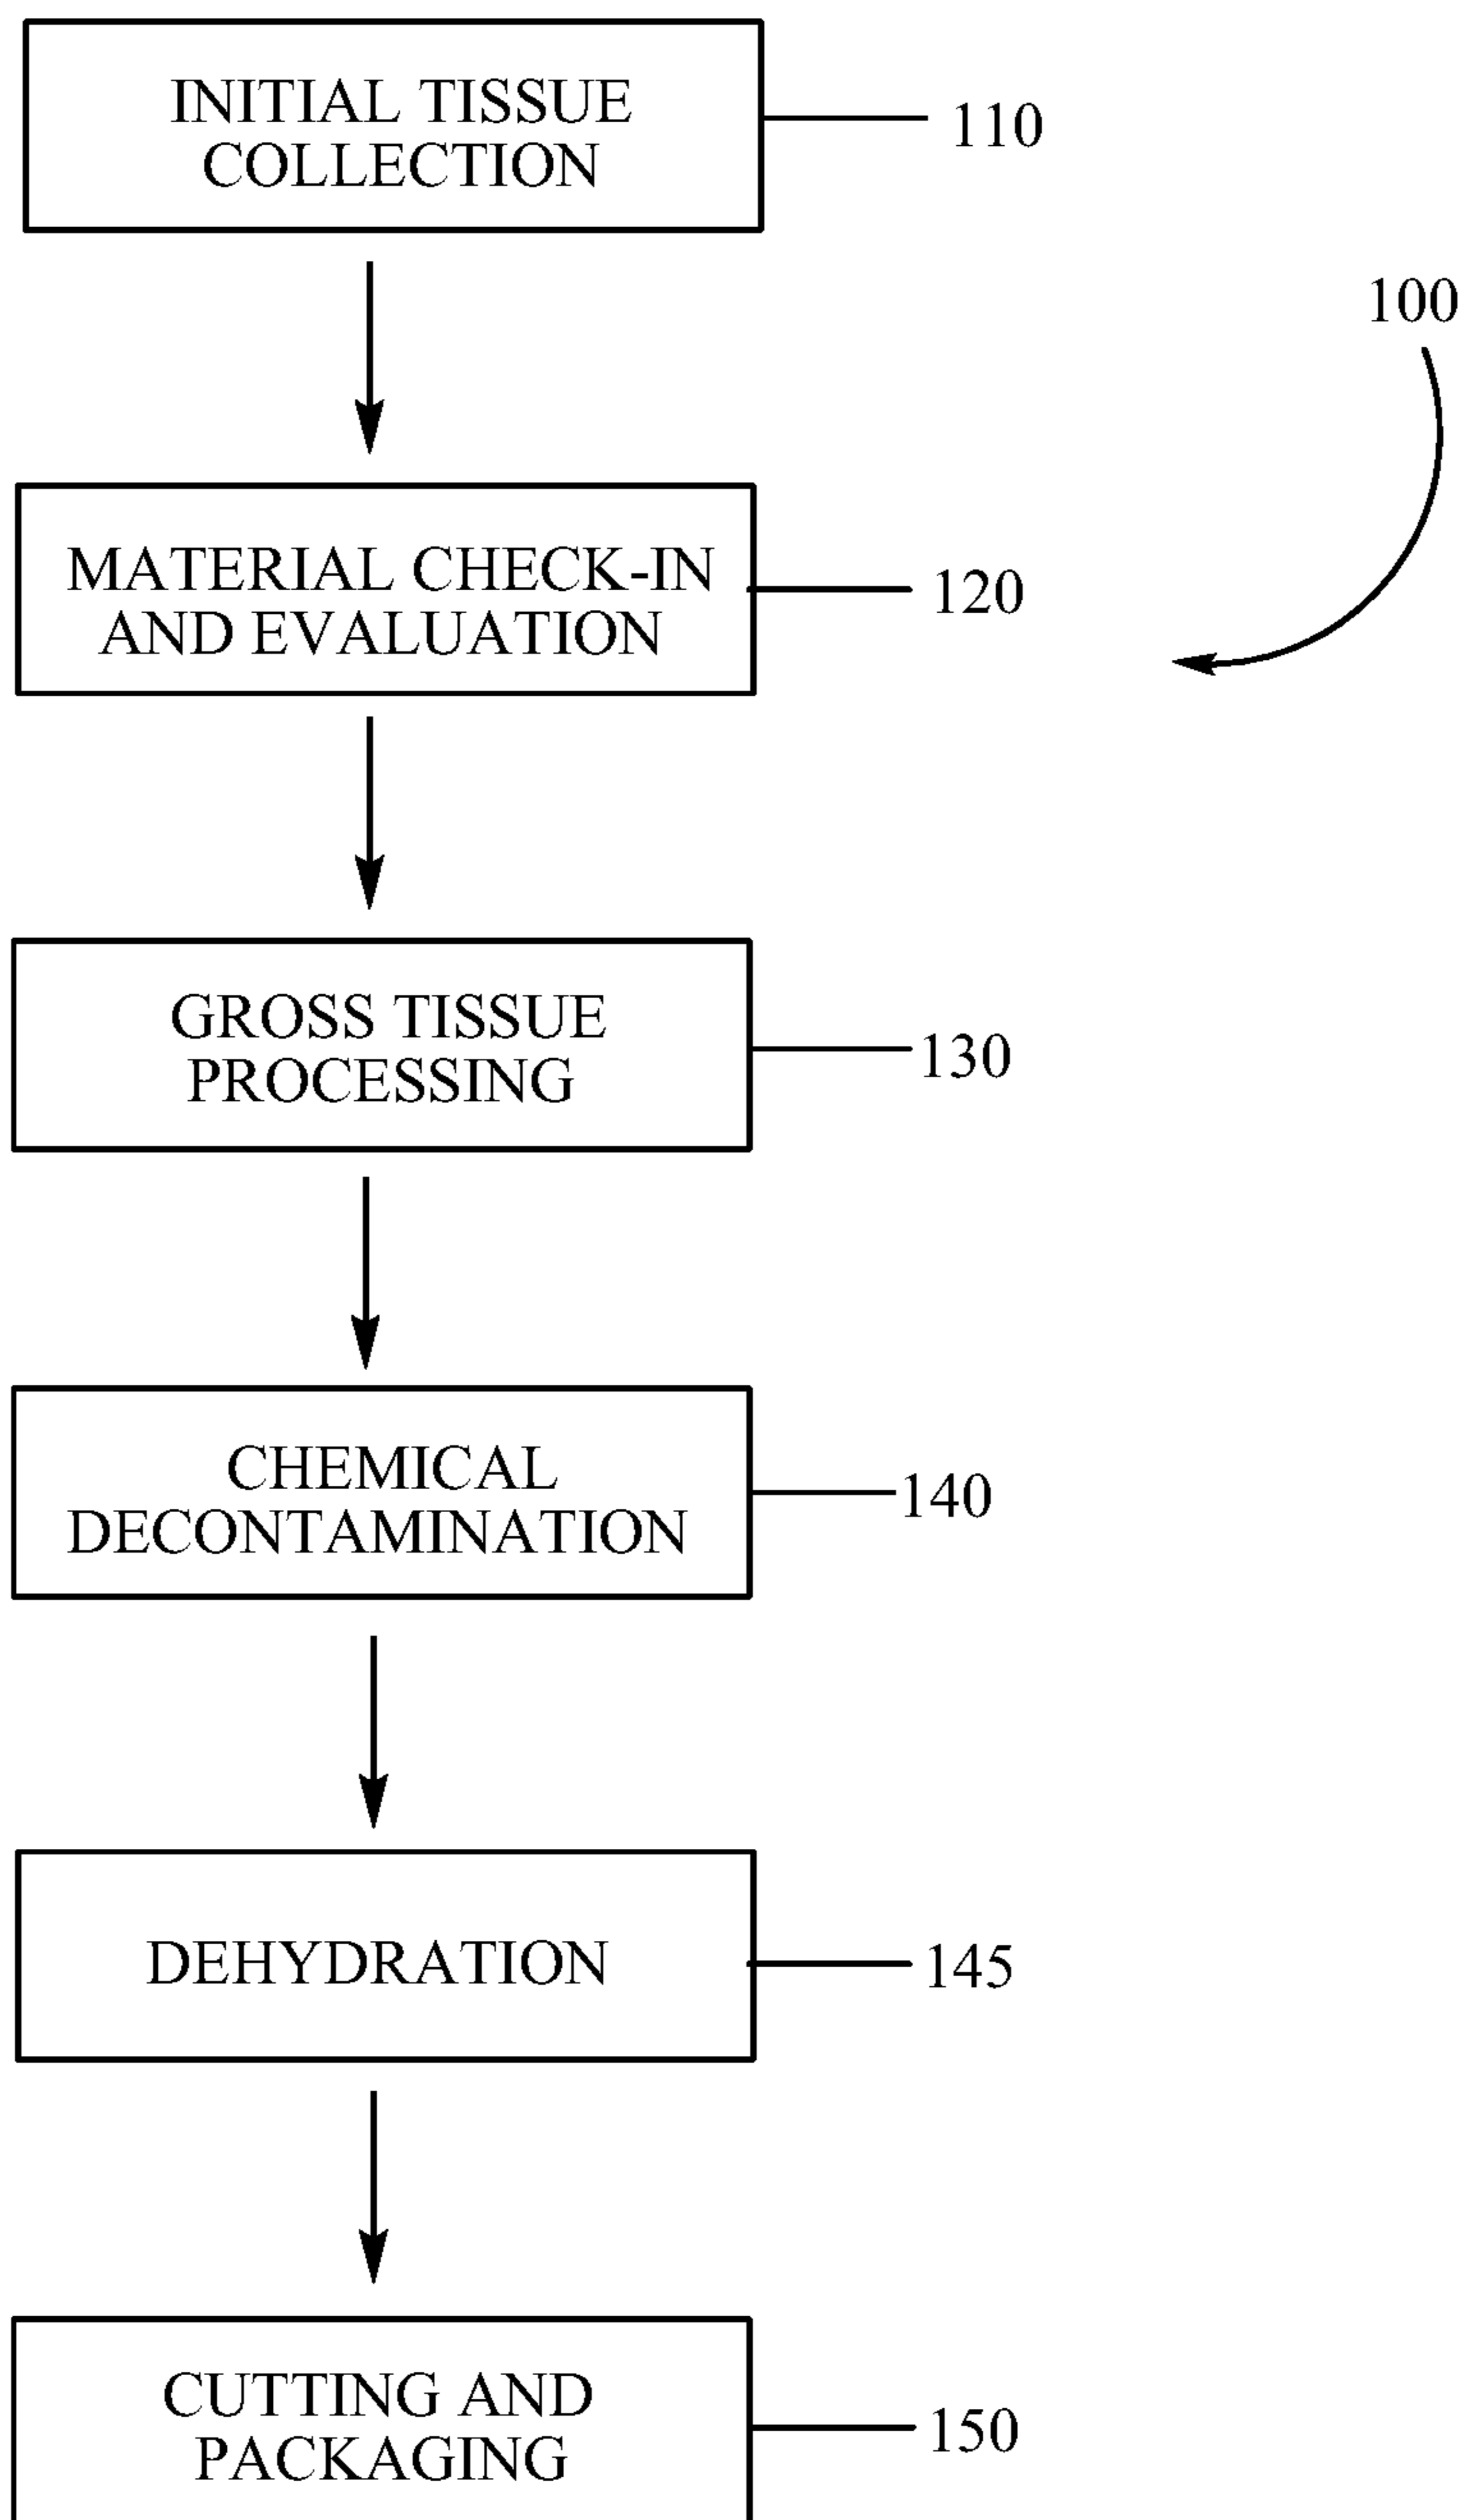 INITIAL TISSUE
COLLECTION
110
100
MATERIAL CHECK-IN
AND EVALUATION
120
GROSS TISSUE
PROCESSING
130
CHEMICAL
DECONTAMINATION
140
DEHYDRATION
145
CUTTING AND
PACKAGING
150